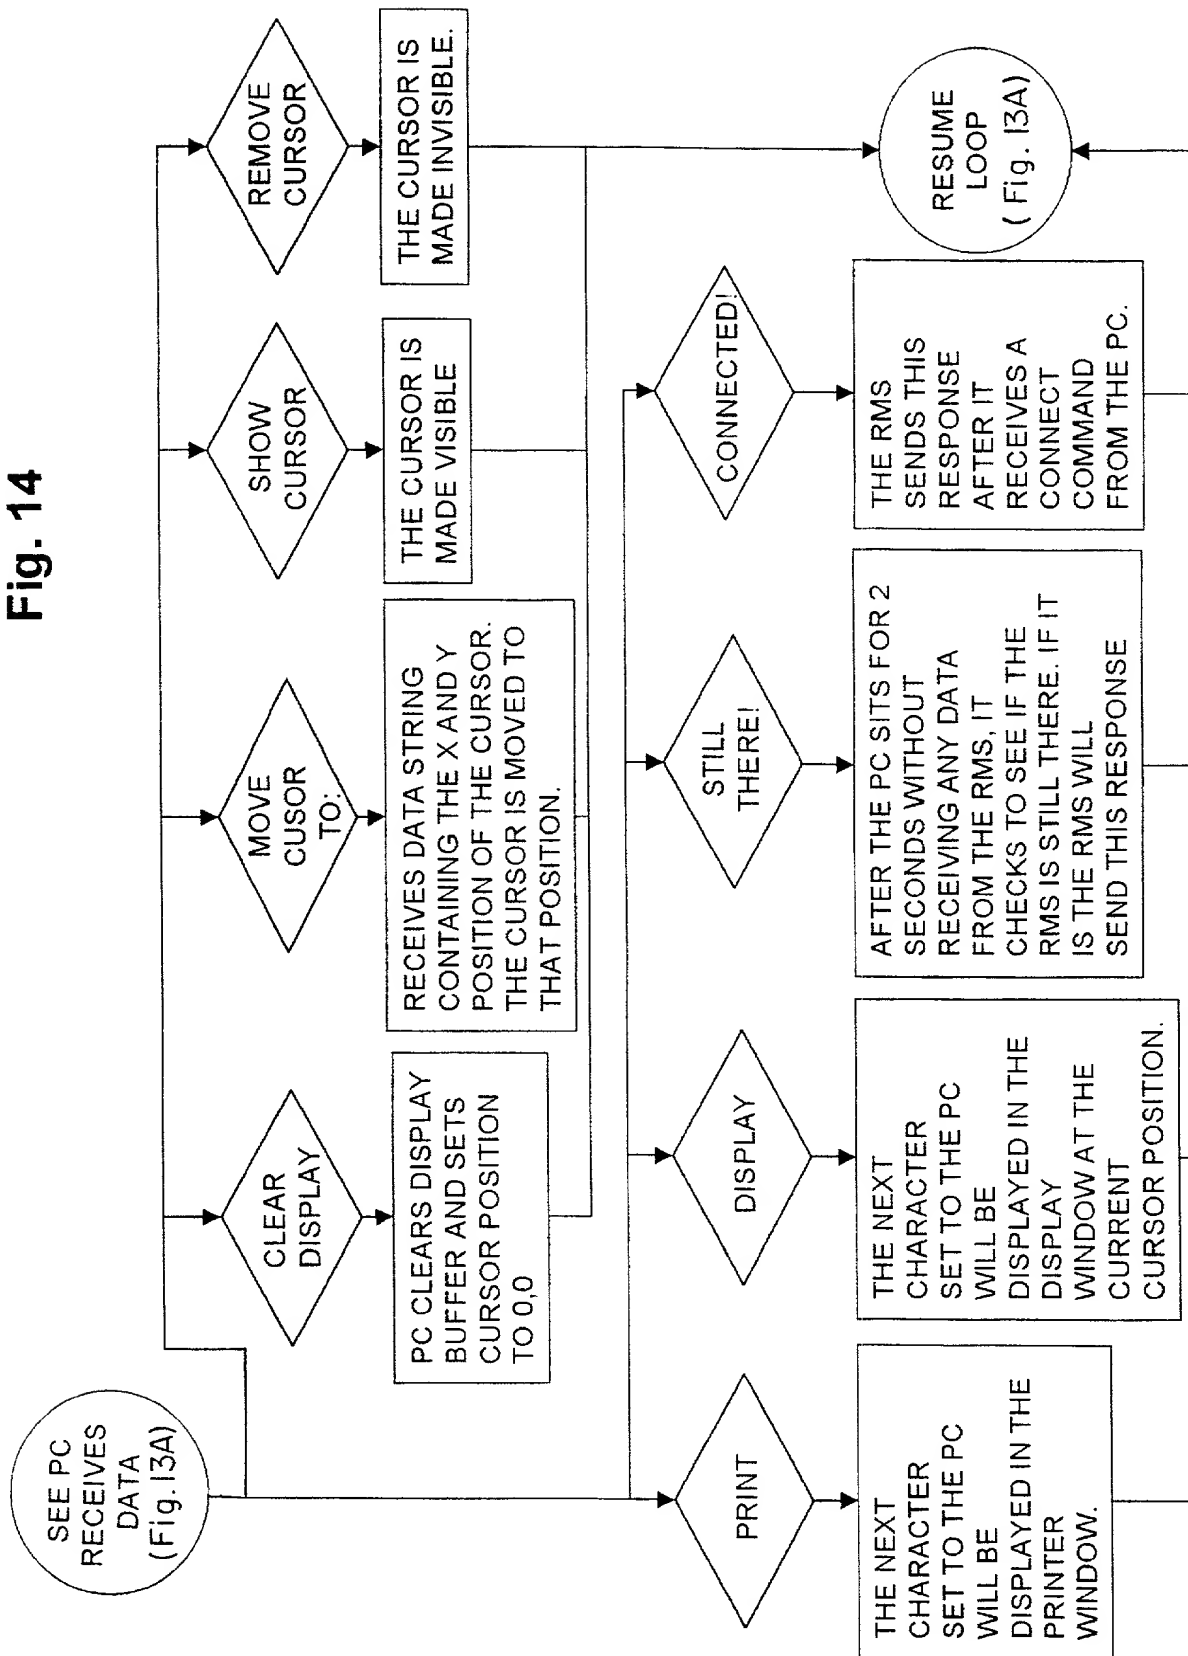 Fig. 14
SEE PC
RECEIVES
DATA
(Fig. 13A)
CLEAR
DISPLAY
PC CLEARS DISPLAY
BUFFER AND SETS
CURSOR POSITION
TO 0,0
MOVE
CUSOR
TO:
RECEIVES DATA STRING
CONTAINING THE X AND Y
POSITION OF THE CURSOR.
THE CURSOR IS MOVED TO
THAT POSITION.
SHOW
CURSOR
THE CURSOR IS
MADE VISIBLE
REMOVE
CURSOR
THE CURSOR IS
MADE INVISIBLE.
PRINT
THE NEXT
CHARACTER
SET TO THE PC
WILL BE
DISPLAYED IN THE
PRINTER
WINDOW.
DISPLAY
THE NEXT
CHARACTER
SET TO THE PC
WILL BE
DISPLAYED IN THE
DISPLAY
WINDOW AT THE
CURRENT
CURSOR POSITION.
STILL
THERE!
AFTER THE PC SITS FOR 2
SECONDS WITHOUT
RECEIVING ANY DATA
FROM THE RMS, IT
CHECKS TO SEE IF THE
RMS IS STILL THERE. IF IT
IS THE RMS WILL
SEND THIS RESPONSE
CONNECTED!
THE RMS
SENDS THIS
RESPONSE
AFTER IT
RECEIVES A
CONNECT
COMMAND
FROM THE PC.
RESUME
LOOP
( Fig. 13A)